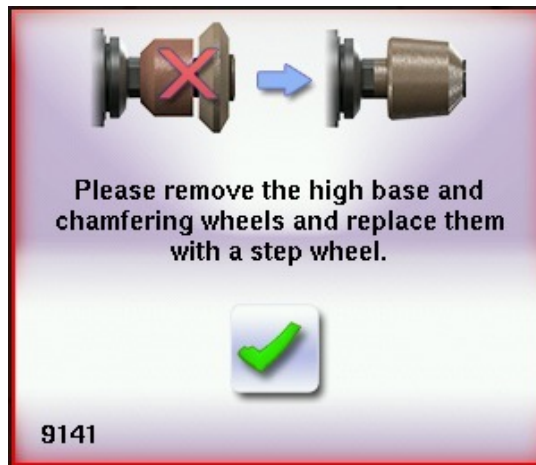 Please remove the high base and
chamfering wheels and replace them
with a step wheel.
9141